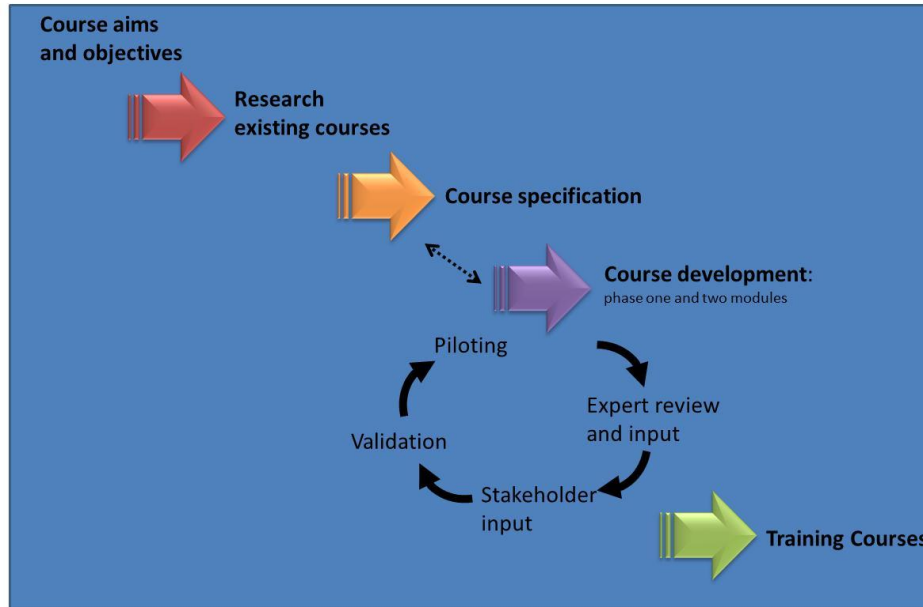 Course aims
and objectives
Research
existing courses
Course specification
Course development:
phase one and two modules
Piloting
Expert review
and input
Validation
Stakeholder
input
Training Courses